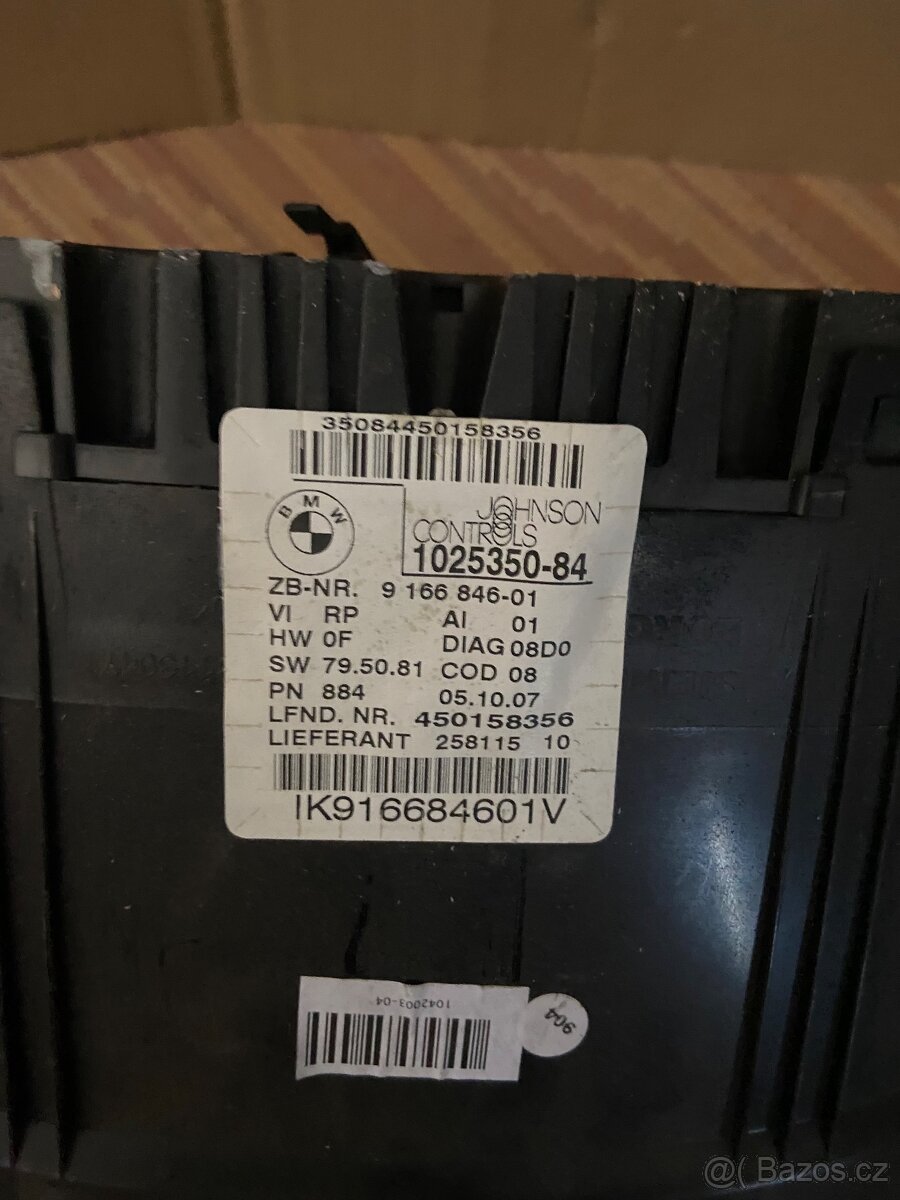 35084450158356
BMW
JOHNSON
CONTROLS
1025350-84
ZB-NR. 9 166 846-01
VI RP AI 01
HW 0F DIAG 08D0
SW 79.50.81 COD 08
PN 884 05.10.07
LFND. NR. 450158356
LIEFERANT 258115 10
IK916684601V
1042003-04
904
@( Bazos.cz